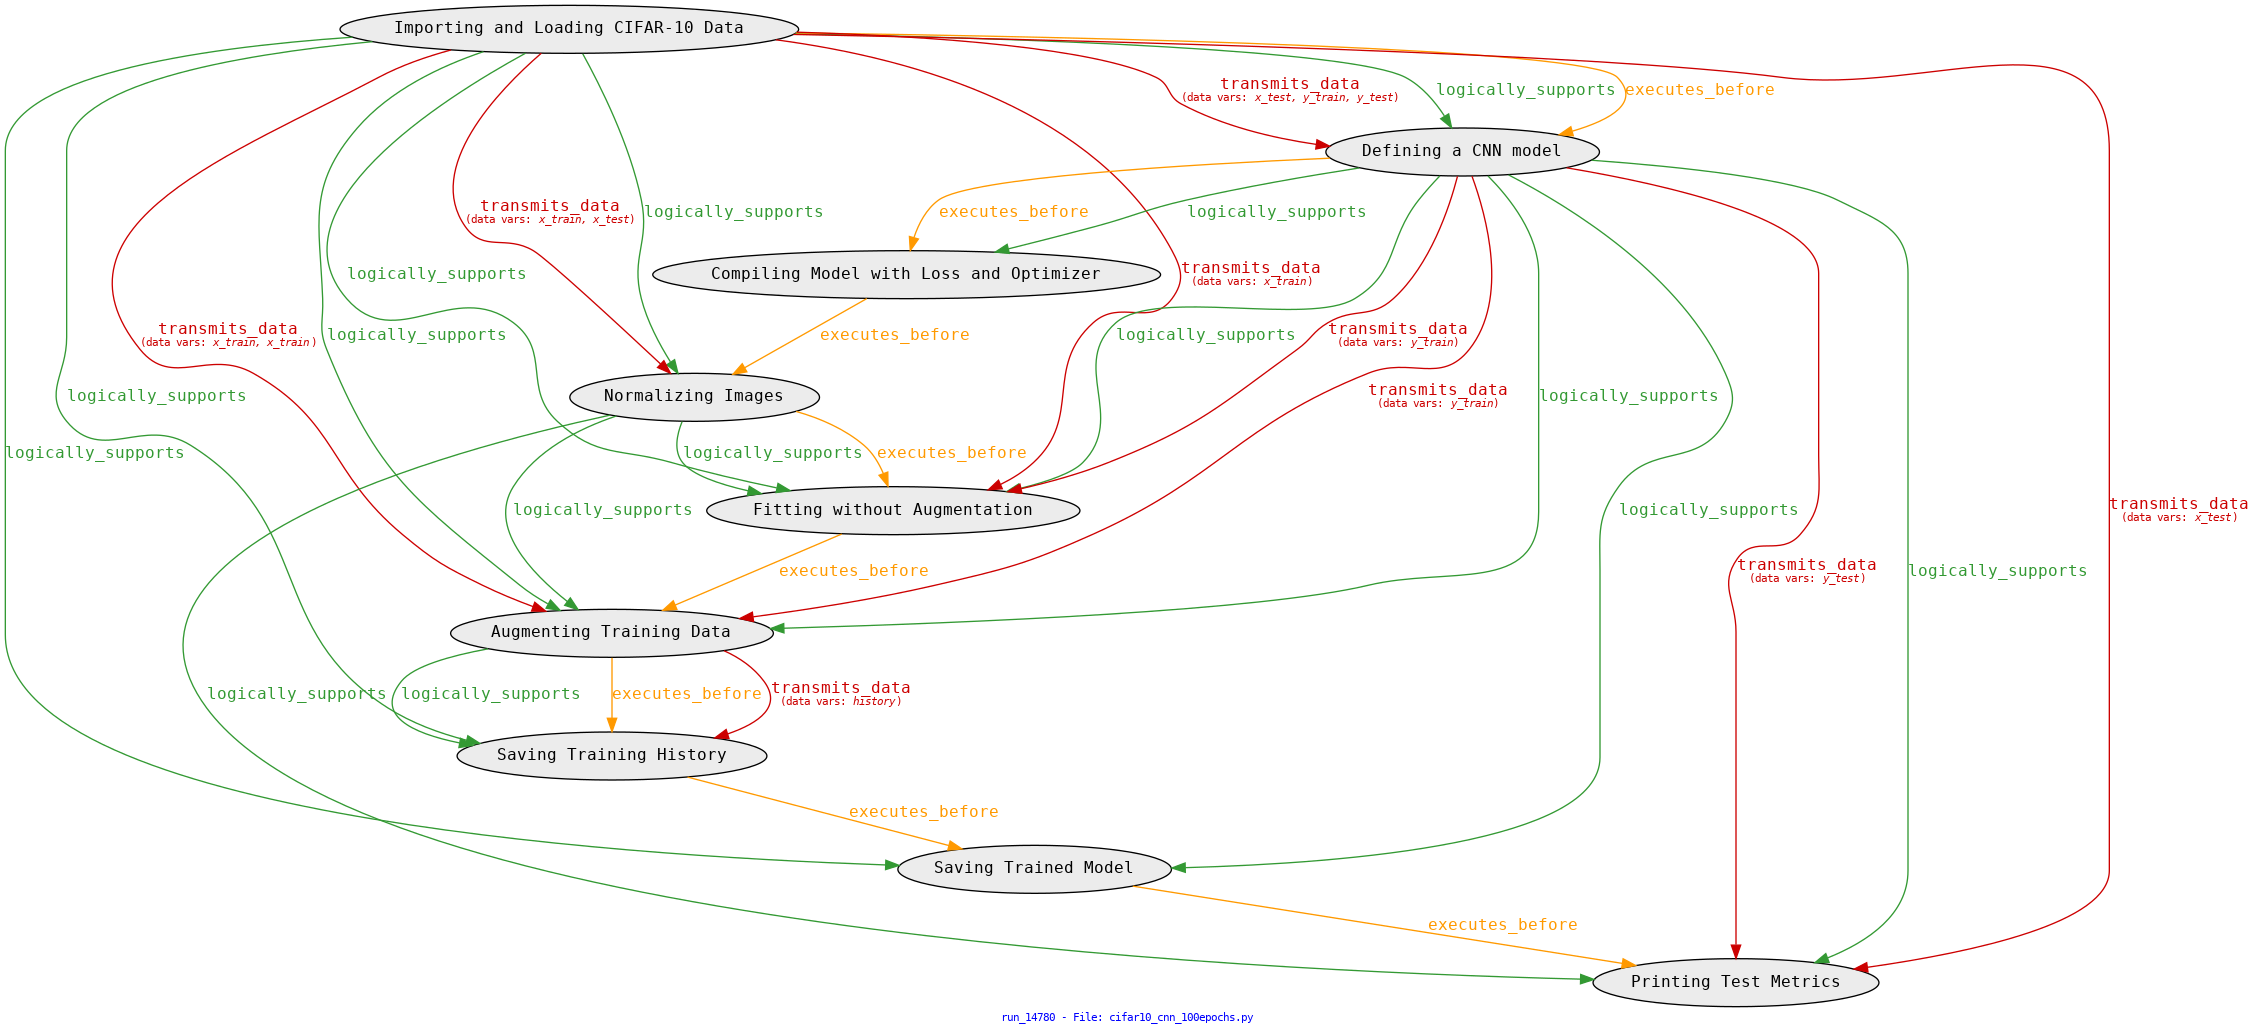 Importing and Loading CIFAR-10 Data
transmits_data
(data vars: x_test, y_train, y_test)
logically_supports
executes_before
Defining a CNN model
transmits_data
(data vars: x_train, x_test)
logically_supports
executes_before
logically_supports
logically_supports
Compiling Model with Loss and Optimizer
transmits_data
(data vars: x_train)
transmits_data
(data vars: x_train, x_train)
logically_supports
executes_before
logically_supports
transmits_data
(data vars: y_train)
logically_supports
Normalizing Images
transmits_data
(data vars: y_train)
logically_supports
logically_supports
logically_supports
executes_before
logically_supports
Fitting without Augmentation
logically_supports
transmits_data
(data vars: x_test)
executes_before
transmits_data
(data vars: y_test)
logically_supports
Augmenting Training Data
logically_supports
logically_supports
executes_before
transmits_data
(data vars: history)
Saving Training History
executes_before
Saving Trained Model
executes_before
Printing Test Metrics
run_14780 - File: cifar10_cnn_100epochs.py